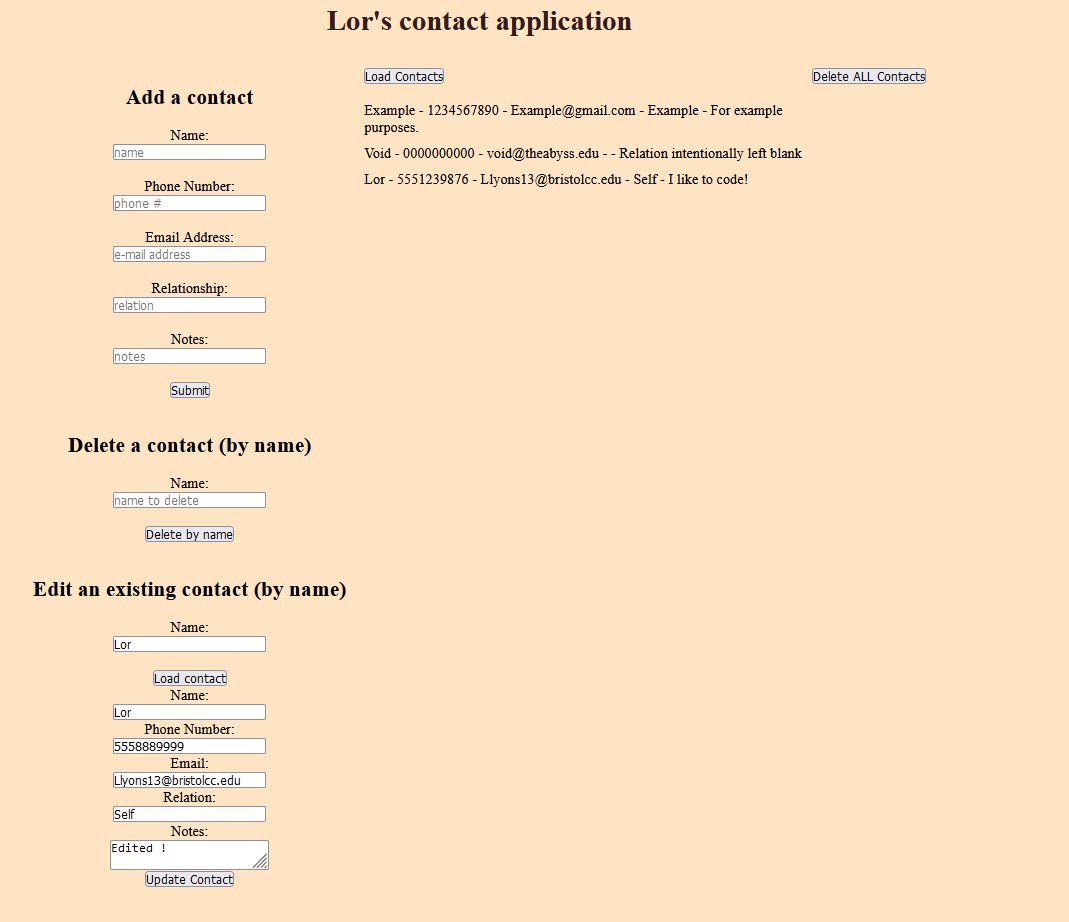 Lor's contact application
Add a contact
Name:
name
Phone Number:
phone #
Email Address:
e-mail address
Relationship:
relation
Notes:
notes
Submit
Delete a contact (by name)
Name:
name to delete
Delete by name
Edit an existing contact (by name)
Name:
Lor
Load contact
Name:
Lor
Phone Number:
5558889999
Email:
Llyons13@bristolcc.edu
Relation:
Self
Notes:
Edited !
Update Contact
Load Contacts
Delete ALL Contacts
Example - 1234567890 - Example@gmail.com - Example - For example
purposes.
Void - 0000000000 - void@theabyss.edu - - Relation intentionally left blank
Lor - 5551239876 - Llyons13@bristolcc.edu - Self - I like to code!